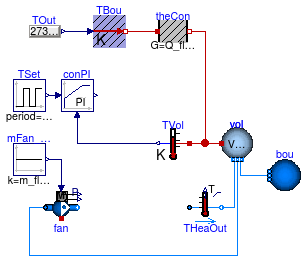 TOut
TBou
theCon
273...
K
G=Q_fl...
TSet
conPI
PI
period=...
TVol
K
vol
V...
mFan
bou
k=m_fl...
M
P
T
fan
THeaOut